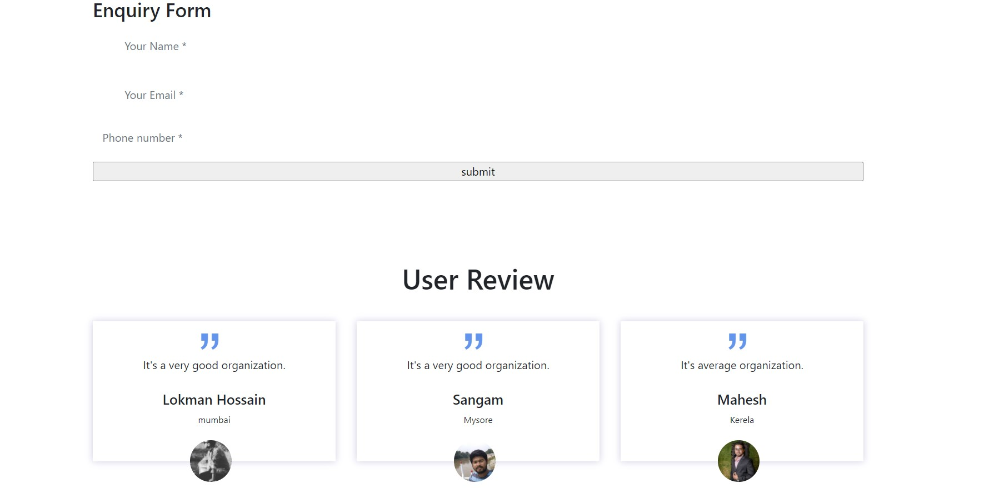 Enquiry Form
Your Name *
Your Email *
Phone number *
submit
User Review
”
It's a very good organization.
Lokman Hossain
mumbai
”
It's a very good organization.
Sangam
Mysore
”
It's average organization.
Mahesh
Kerela